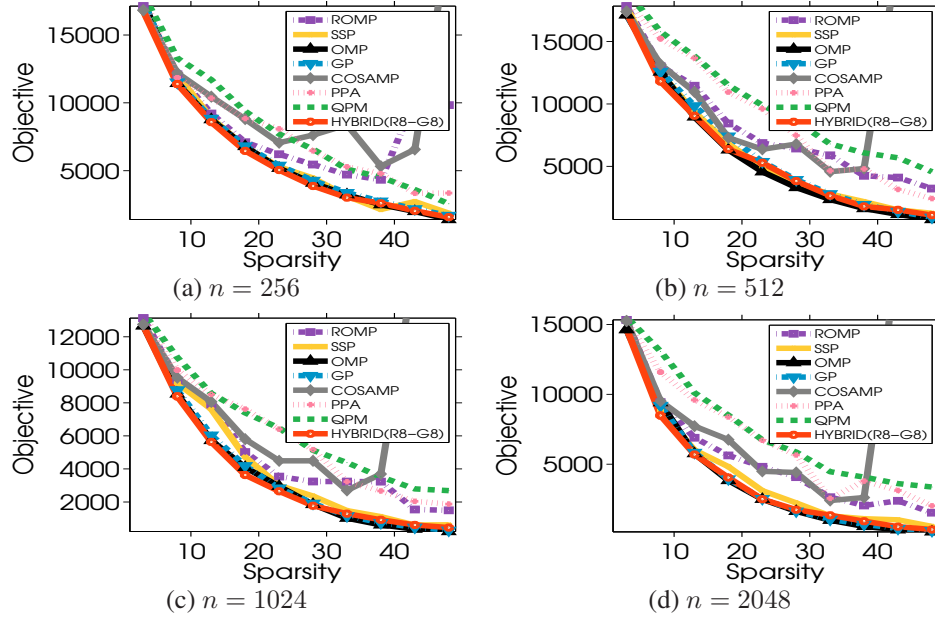 15000
10000
5000
Objective
ROMP
SSP
OMP
GP
COSAMP
PPA
QPM
HYBRID(R8-G8)
10 20 30 40
Sparsity
(a) n = 256
15000
10000
5000
Objective
ROMP
SSP
OMP
GP
COSAMP
PPA
QPM
HYBRID(R8-G8)
10 20 30 40
Sparsity
(b) n = 512
12000
10000
8000
6000
4000
2000
Objective
ROMP
SSP
OMP
GP
COSAMP
PPA
QPM
HYBRID(R8-G8)
10 20 30 40
Sparsity
(c) n = 1024
15000
10000
5000
Objective
ROMP
SSP
OMP
GP
COSAMP
PPA
QPM
HYBRID(R8-G8)
10 20 30 40
Sparsity
(d) n = 2048